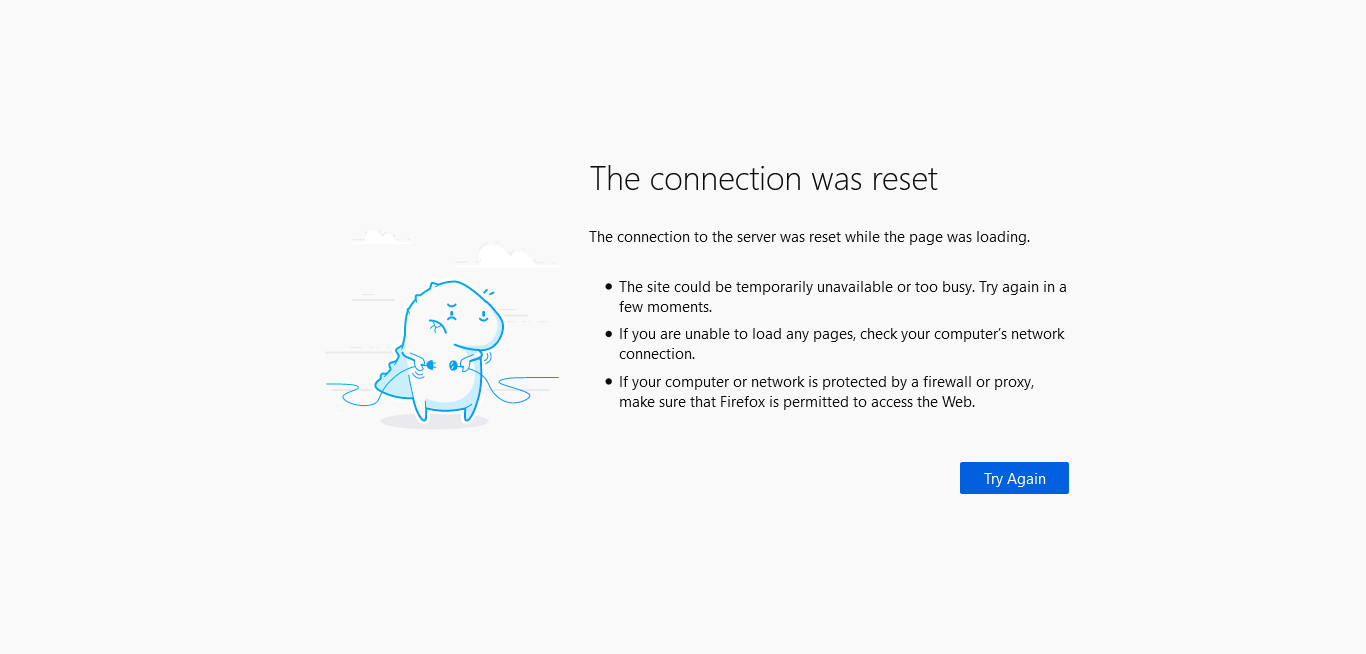 The connection was reset
The connection to the server was reset while the page was loading.
The site could be temporarily unavailable or too busy. Try again in a
few moments.
If you are unable to load any pages, check your computer’s network
connection.
If your computer or network is protected by a firewall or proxy,
make sure that Firefox is permitted to access the Web.
Try Again